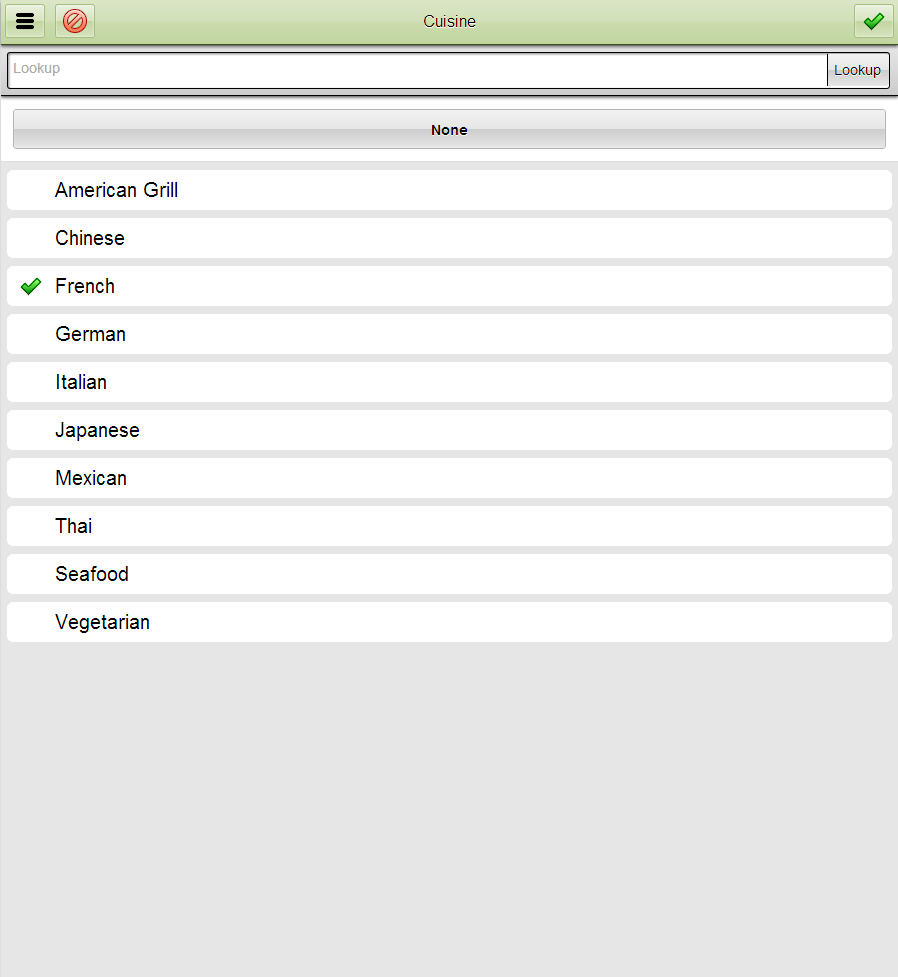 Cuisine
Lookup
Lookup
None
American Grill
Chinese
French
German
Italian
Japanese
Mexican
Thai
Seafood
Vegetarian